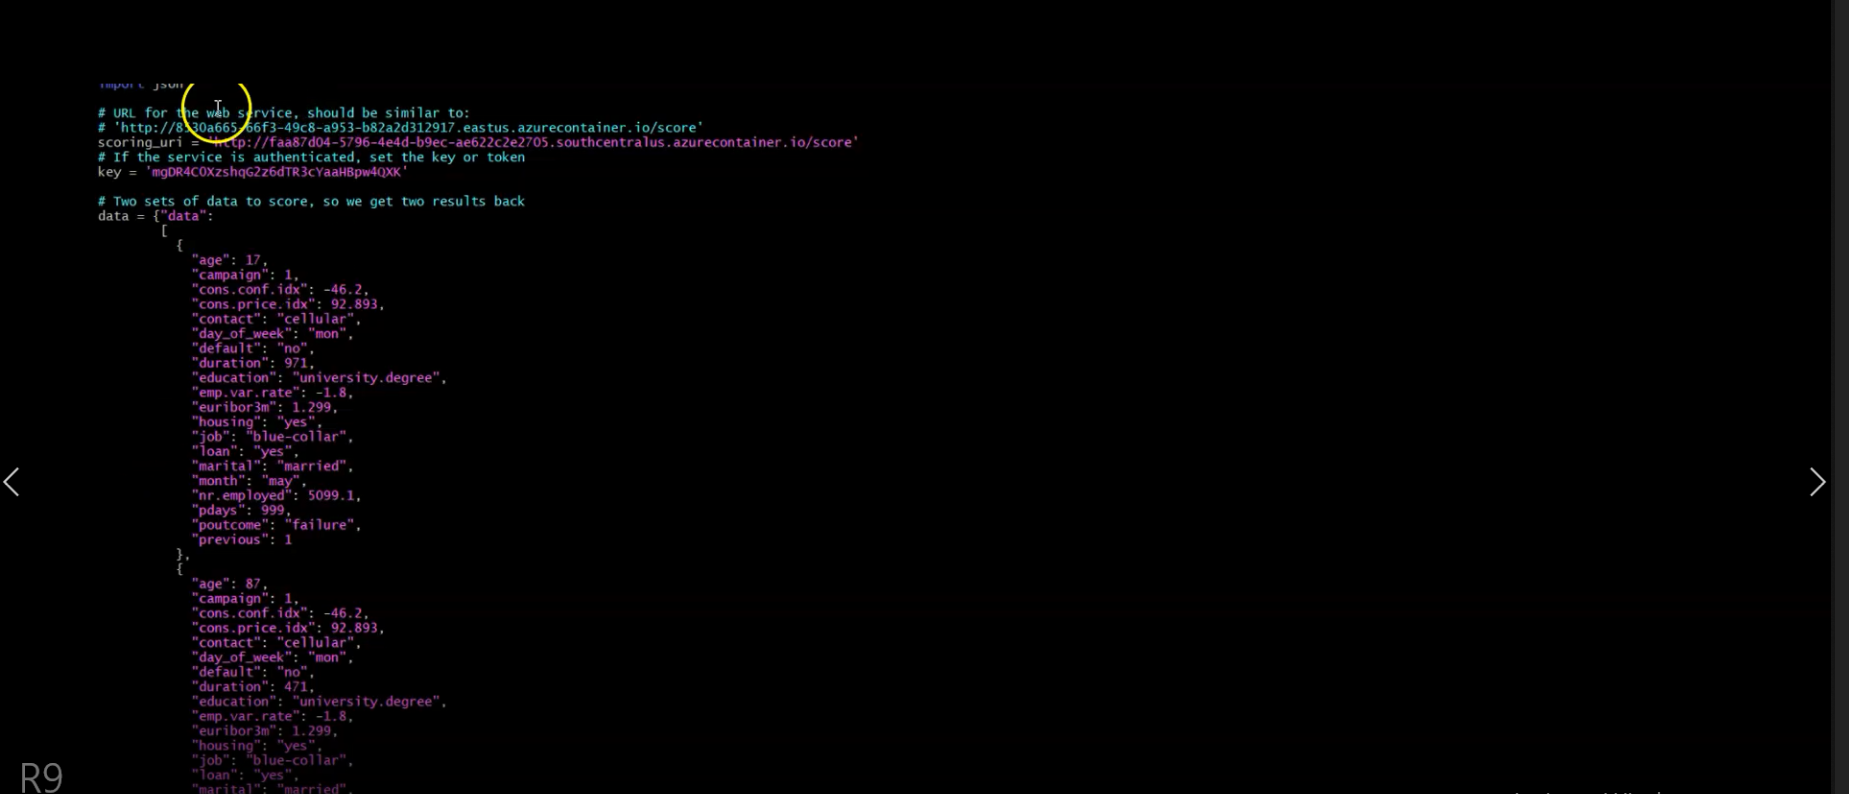 import json
# URL for the web service, should be similar to:
# 'http://8530a665-66f3-49c8-a953-b82a2d312917.eastus.azurecontainer.io/score'
scoring_uri = 'http://faa87d04-5796-4e4d-b9ec-ae622c2e2705.southcentralus.azurecontainer.io/score'
# If the service is authenticated, set the key or token
key = 'mgDR4COXzshqG2z6dTR3cYaaHBpw4QXK'
# Two sets of data to score, so we get two results back
data = {"data":
[
{
"age": 17,
"campaign": 1,
"cons.conf.idx": -46.2,
"cons.price.idx": 92.893,
"contact": "cellular",
"day_of_week": "mon",
"default": "no",
"duration": 971,
"education": "university.degree",
"emp.var.rate": -1.8,
"euribor3m": 1.299,
"housing": "yes",
"job": "blue-collar",
"loan": "yes",
"marital": "married",
"month": "may",
"nr.employed": 5099.1,
"pdays": 999,
"poutcome": "failure",
"previous": 1
},
{
"age": 87,
"campaign": 1,
"cons.conf.idx": -46.2,
"cons.price.idx": 92.893,
"contact": "cellular",
"day_of_week": "mon",
"default": "no",
"duration": 471,
"education": "university.degree",
"emp.var.rate": -1.8,
"euribor3m": 1.299,
"housing": "yes",
"job": "blue-collar",
"loan": "yes",
"marital": "married",
R9